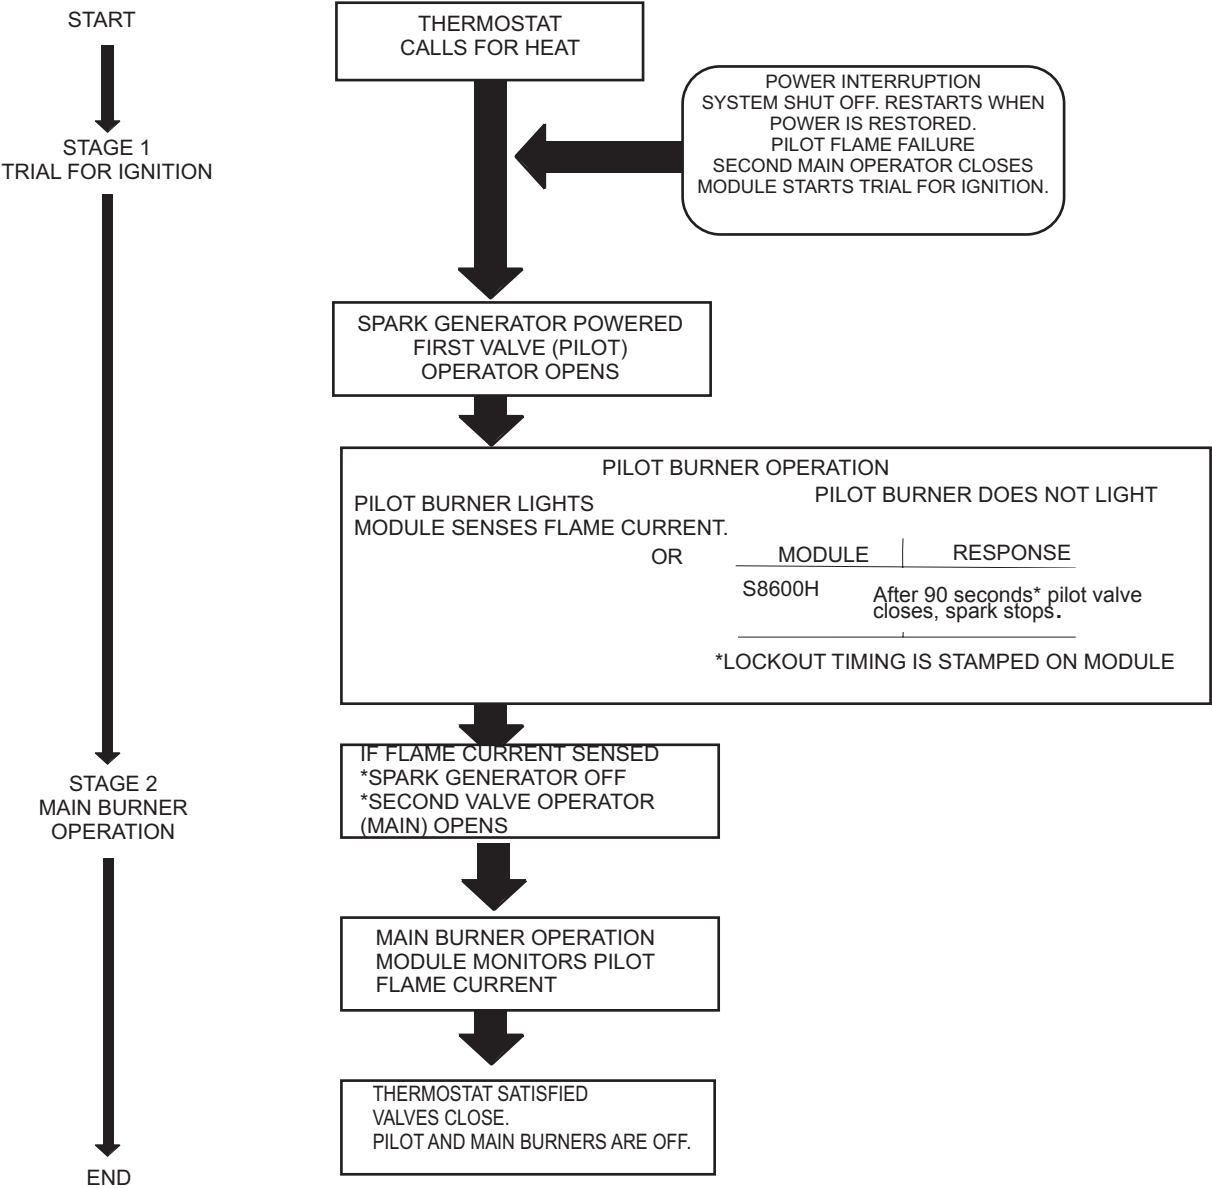 START
STAGE 1
TRIAL FOR IGNITION
STAGE 2
MAIN BURNER
OPERATION
END
THERMOSTAT
CALLS FOR HEAT
POWER INTERRUPTION
SYSTEM SHUT OFF. RESTARTS WHEN
POWER IS RESTORED.
PILOT FLAME FAILURE
SECOND MAIN OPERATOR CLOSES
MODULE STARTS TRIAL FOR IGNITION.
SPARK GENERATOR POWERED
FIRST VALVE (PILOT)
OPERATOR OPENS
PILOT BURNER OPERATION
PILOT BURNER LIGHTS
MODULE SENSES FLAME CURRENT.
OR
PILOT BURNER DOES NOT LIGHT
MODULE RESPONSE
S8600H After 90 seconds* pilot valve
closes, spark stops.
*LOCKOUT TIMING IS STAMPED ON MODULE
IF FLAME CURRENT SENSED
*SPARK GENERATOR OFF
*SECOND VALVE OPERATOR
(MAIN) OPENS
MAIN BURNER OPERATION
MODULE MONITORS PILOT
FLAME CURRENT
THERMOSTAT SATISFIED
VALVES CLOSE.
PILOT AND MAIN BURNERS ARE OFF.